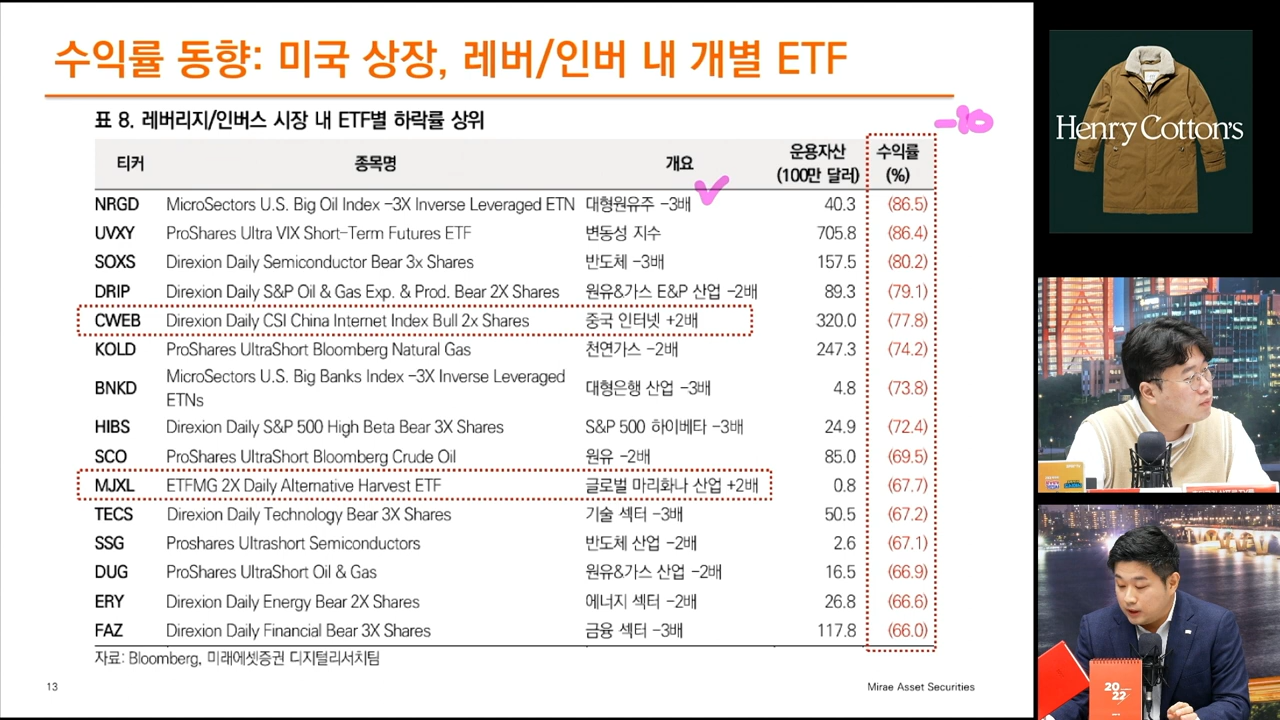 수익률 동향: 미국 상장, 레버/인버 내 개별 ETF
표 8. 레버리지/인버스 시장 내 ETF별 하락률 상위
-10
티커 종목명 개요 운용자산 (100만 달러) 수익률 (%)
NRGD MicroSectors U.S. Big Oil Index -3X Inverse Leveraged ETN 대형원유주 -3배 40.3 (86.5)
UVXY ProShares Ultra VIX Short-Term Futures ETF 변동성 지수 705.8 (86.4)
SOXS Direxion Daily Semiconductor Bear 3x Shares 반도체 -3배 157.5 (80.2)
DRIP Direxion Daily S&P Oil & Gas Exp. & Prod. Bear 2X Shares 원유&가스 E&P 산업 -2배 89.3 (79.1)
CWEB Direxion Daily CSI China Internet Index Bull 2x Shares 중국 인터넷 +2배 320.0 (77.8)
KOLD ProShares UltraShort Bloomberg Natural Gas 천연가스 -2배 247.3 (74.2)
BNKD MicroSectors U.S. Big Banks Index -3X Inverse Leveraged ETNs 대형은행 산업 -3배 4.8 (73.8)
HIBS Direxion Daily S&P 500 High Beta Bear 3X Shares S&P 500 하이베타 -3배 24.9 (72.4)
SCO ProShares UltraShort Bloomberg Crude Oil 원유 -2배 85.0 (69.5)
MJXL ETFMG 2X Daily Alternative Harvest ETF 글로벌 마리화나 산업 +2배 0.8 (67.7)
TECS Direxion Daily Technology Bear 3X Shares 기술 섹터 -3배 50.5 (67.2)
SSG Proshares Ultrashort Semiconductors 반도체 산업 -2배 2.6 (67.1)
DUG ProShares UltraShort Oil & Gas 원유&가스 산업 -2배 16.5 (66.9)
ERY Direxion Daily Energy Bear 2X Shares 에너지 섹터 -2배 26.8 (66.6)
FAZ Direxion Daily Financial Bear 3X Shares 금융 섹터 -3배 117.8 (66.0)
자료: Bloomberg, 미래에셋증권 디지털리서치팀
13
Mirae Asset Securities
Henry Cotton's
20
22